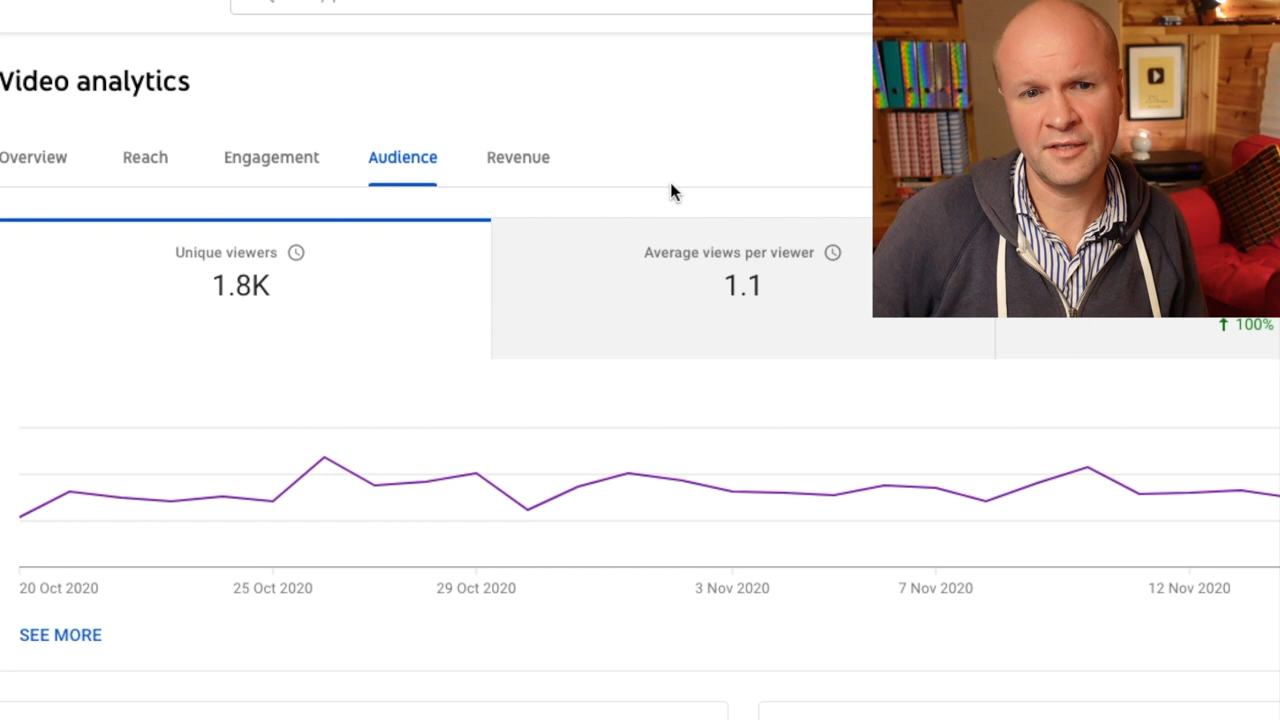 Video analytics
Overview Reach Engagement Audience Revenue
Unique viewers
1.8K
Average views per viewer
1.1
100%
20 Oct 2020 25 Oct 2020 29 Oct 2020 3 Nov 2020 7 Nov 2020 12 Nov 2020
SEE MORE